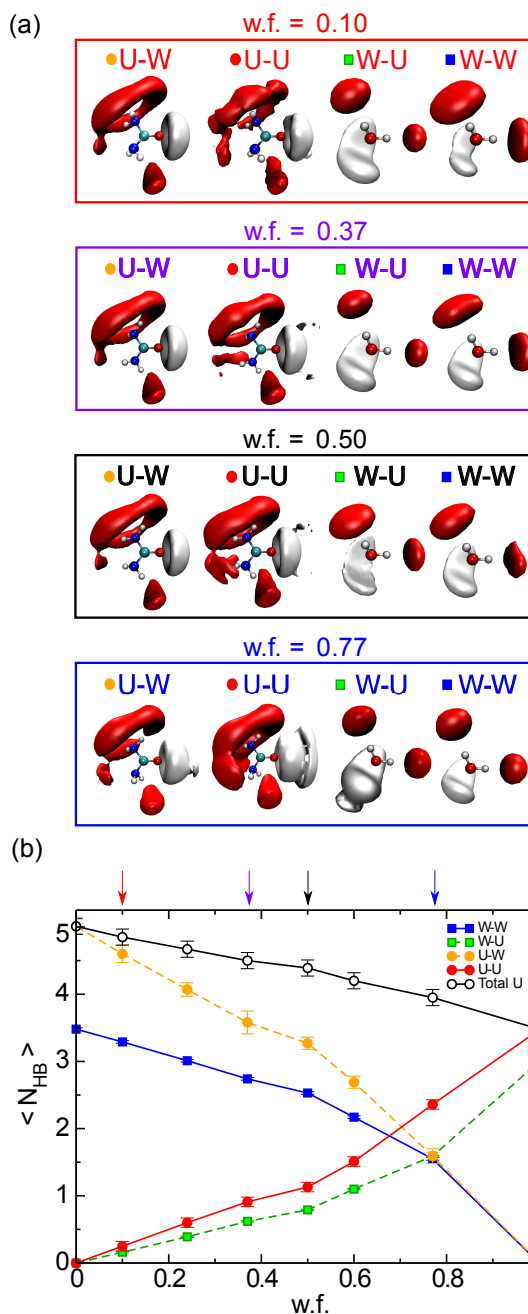 (a)
w.f. = 0.10
U-W U-U W-U W-W
w.f. = 0.37
U-W U-U W-U W-W
w.f. = 0.50
U-W U-U W-U W-W
w.f. = 0.77
U-W U-U W-U W-W
(b)
5
4
3
2
1
0
< N_HB >
W-W
W-U
U-W
U-U
Total U
0 0.2 0.4 0.6 0.8
w.f.